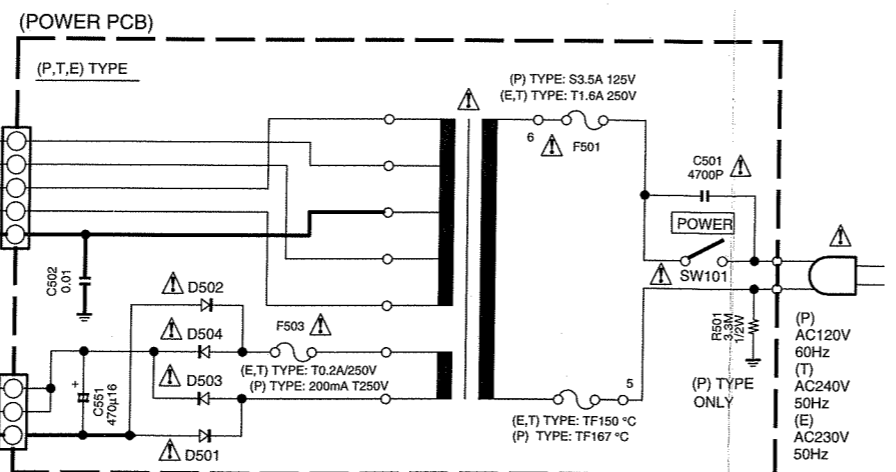 (POWER PCB)
(P,T,E) TYPE
(P) TYPE: S3.5A 125V
(E,T) TYPE: T1.6A 250V
6
F501
C501
4700P
POWER
SW101
C502
0.01
D502
D504
F503
D503
(E,T) TYPE: T0.2A/250V
(P) TYPE: 200mA T250V
+
C551
470µ16
D501
5
(E,T) TYPE: TF150 °C
(P) TYPE: TF167 °C
R501
3.3M
1/2W
(P) TYPE
ONLY
(P)
AC120V
60Hz
(T)
AC240V
50Hz
(E)
AC230V
50Hz